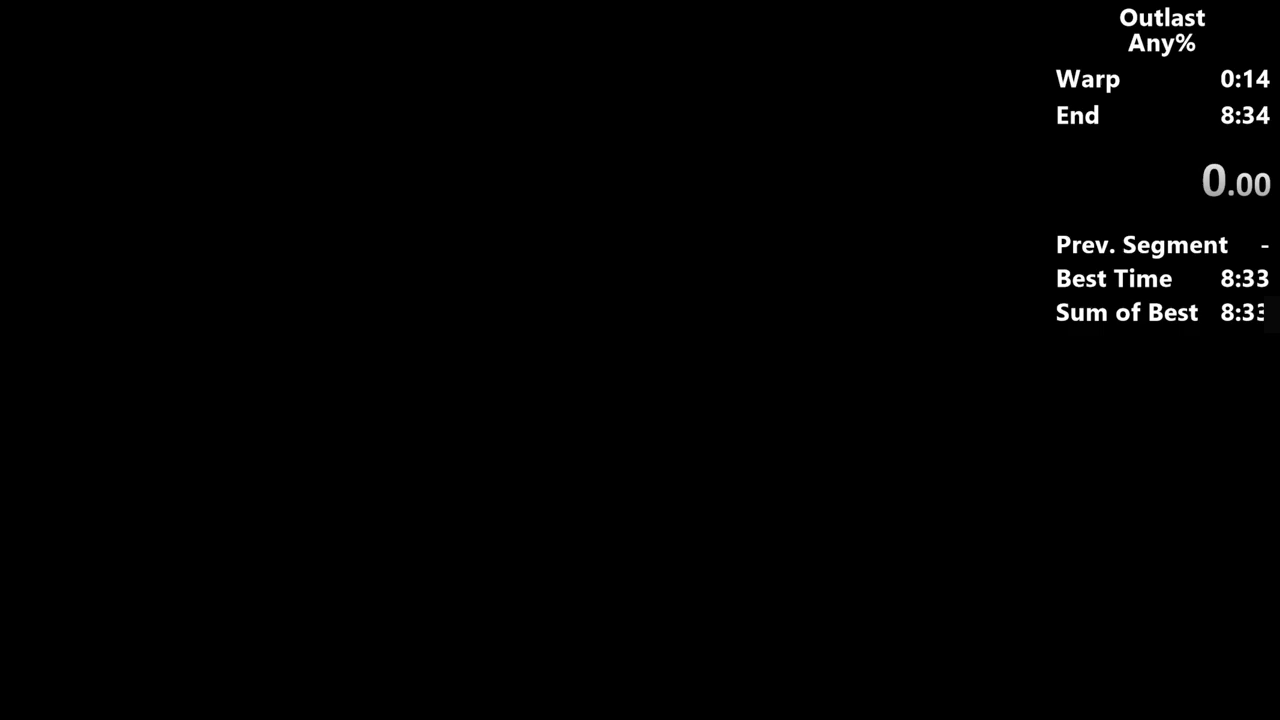 Outlast
Any%
Warp 0:14
End 8:34
0.00
Prev. Segment -
Best Time 8:33
Sum of Best 8:33